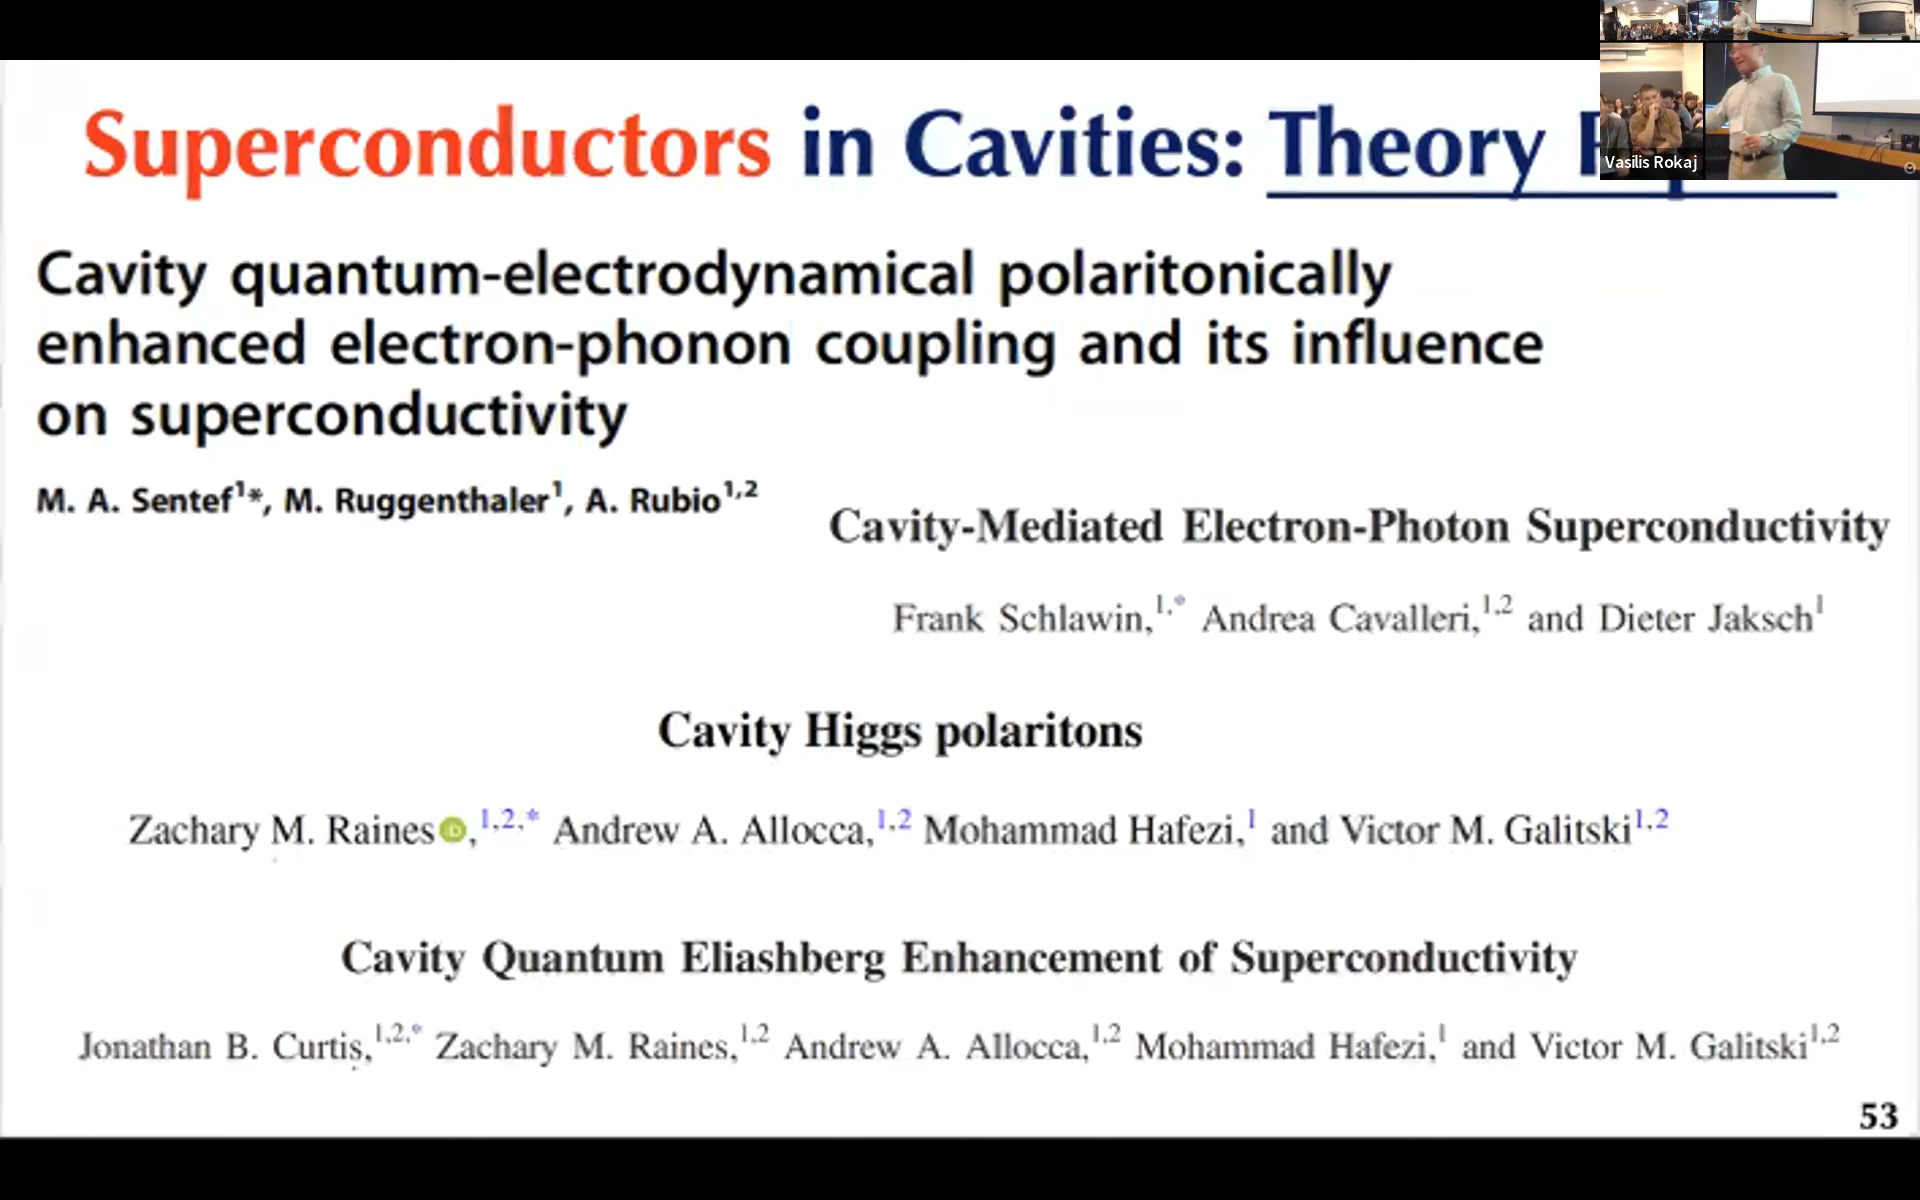 Superconductors in Cavities: Theory
Vasilis Rokaj
Cavity quantum-electrodynamical polaritonically
enhanced electron-phonon coupling and its influence
on superconductivity
M. A. Sentef¹*, M. Ruggenthaler¹, A. Rubio¹,²
Cavity-Mediated Electron-Photon Superconductivity
Frank Schlawin,¹,* Andrea Cavalleri,¹,² and Dieter Jaksch¹
Cavity Higgs polaritons
Zachary M. Raines,¹,²,* Andrew A. Allocca,¹,² Mohammad Hafezi,¹ and Victor M. Galitski¹,²
Cavity Quantum Eliashberg Enhancement of Superconductivity
Jonathan B. Curtis,¹,²,* Zachary M. Raines,¹,² Andrew A. Allocca,¹,² Mohammad Hafezi,¹ and Victor M. Galitski¹,²
53